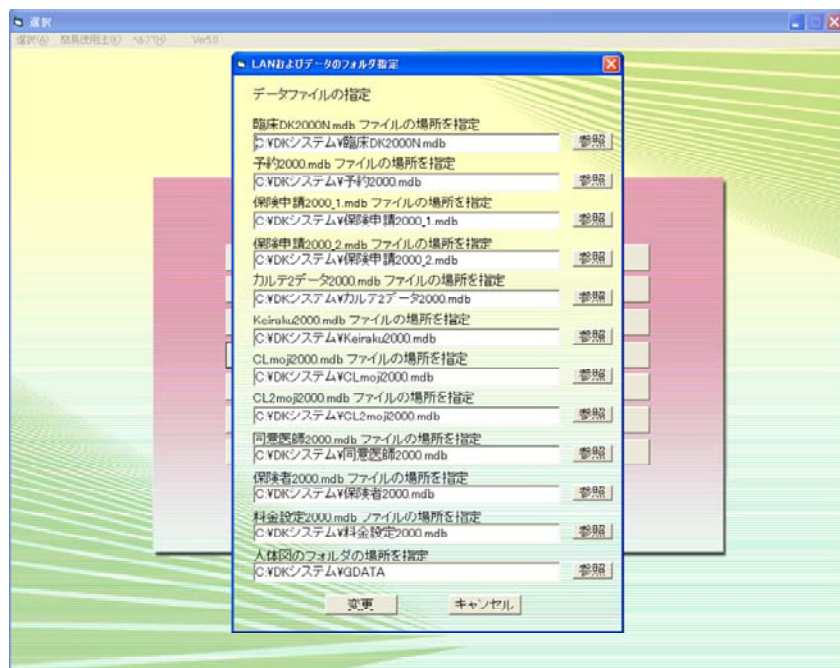 選択
選択(A) 簡易使用法(K) ヘルプ(H) Ver5.0
LANおよびデータのフォルダ指定
データファイルの指定
臨床DK2000N.mdb ファイルの場所を指定
C:¥DKシステム¥臨床DK2000N.mdb 参照
予約2000.mdb ファイルの場所を指定
C:¥DKシステム¥予約2000.mdb 参照
保険申請2000_1.mdb ファイルの場所を指定
C:¥DKシステム¥保険申請2000_1.mdb 参照
保険申請2000_2.mdb ファイルの場所を指定
C:¥DKシステム¥保険申請2000_2.mdb 参照
カルテ2データ2000.mdb ファイルの場所を指定
C:¥DKシステム¥カルテ2データ2000.mdb 参照
Keiraku2000.mdb ファイルの場所を指定
C:¥DKシステム¥Keiraku2000.mdb 参照
CLmoji2000.mdb ファイルの場所を指定
C:¥DKシステム¥CLmoji2000.mdb 参照
CL2moji2000.mdb ファイルの場所を指定
C:¥DKシステム¥CL2moji2000.mdb 参照
同意医師2000.mdb ファイルの場所を指定
C:¥DKシステム¥同意医師2000.mdb 参照
保険者2000.mdb ファイルの場所を指定
C:¥DKシステム¥保険者2000.mdb 参照
料金設定2000.mdb ファイルの場所を指定
C:¥DKシステム¥料金設定2000.mdb 参照
人体図のフォルダの場所を指定
C:¥DKシステム¥GDATA 参照
変更 キャンセル